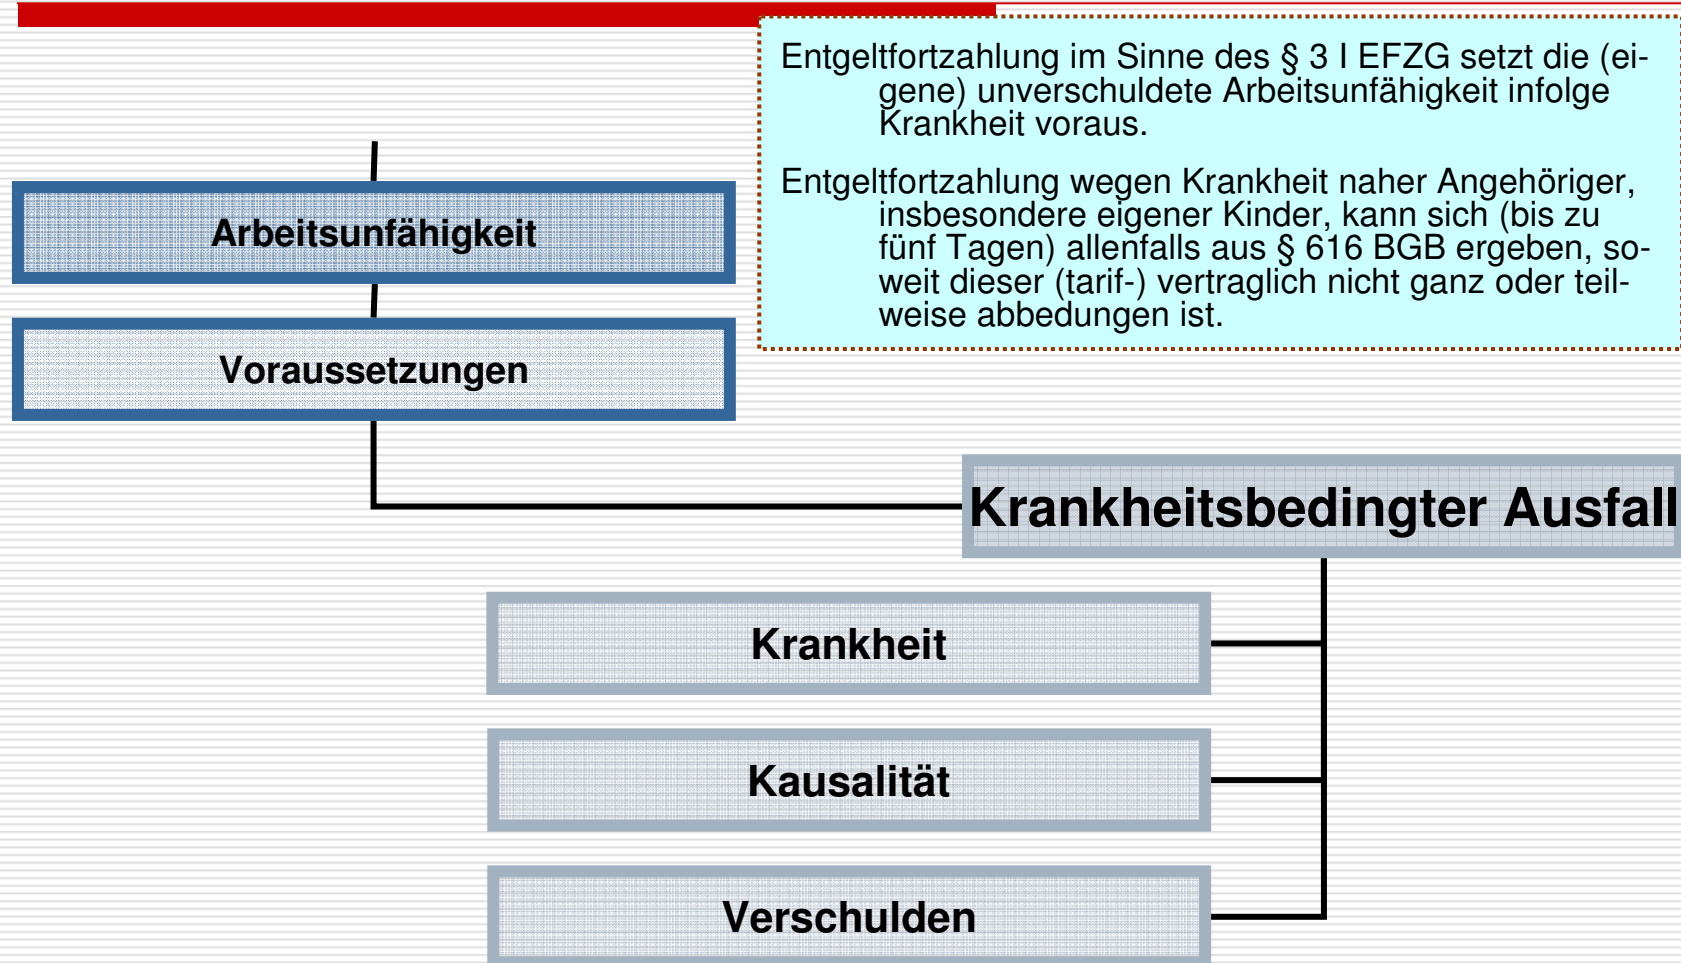 Entgeltfortzahlung im Sinne des § 3 I EFZG setzt die (ei-
gene) unverschuldete Arbeitsunfähigkeit infolge
Krankheit voraus.
Entgeltfortzahlung wegen Krankheit naher Angehöriger,
insbesondere eigener Kinder, kann sich (bis zu
fünf Tagen) allenfalls aus § 616 BGB ergeben, so-
weit dieser (tarif-) vertraglich nicht ganz oder teil-
weise abbedungen ist.
Arbeitsunfähigkeit
Voraussetzungen
Krankheitsbedingter Ausfall
Krankheit
Kausalität
Verschulden